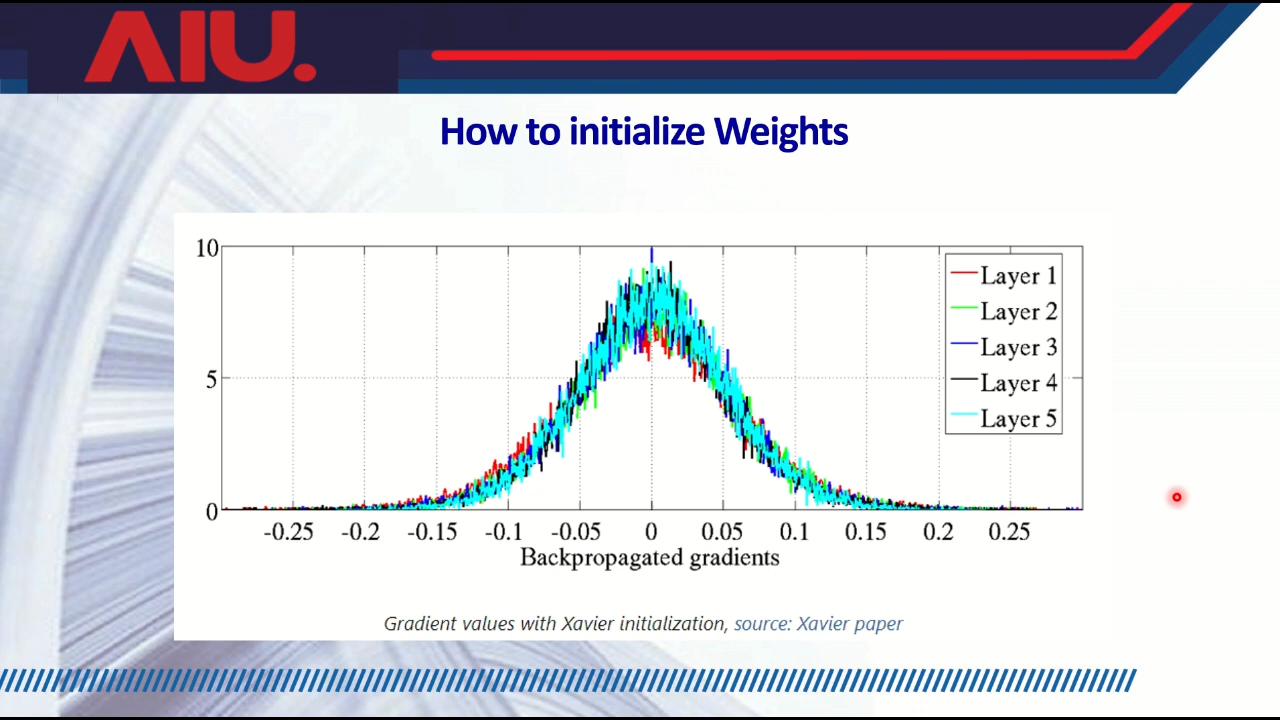 AIU.
How to initialize Weights
10
5
0
Layer 1
Layer 2
Layer 3
Layer 4
Layer 5
-0.25 -0.2 -0.15 -0.1 -0.05 0 0.05 0.1 0.15 0.2 0.25
Backpropagated gradients
Gradient values with Xavier initialization, source: Xavier paper